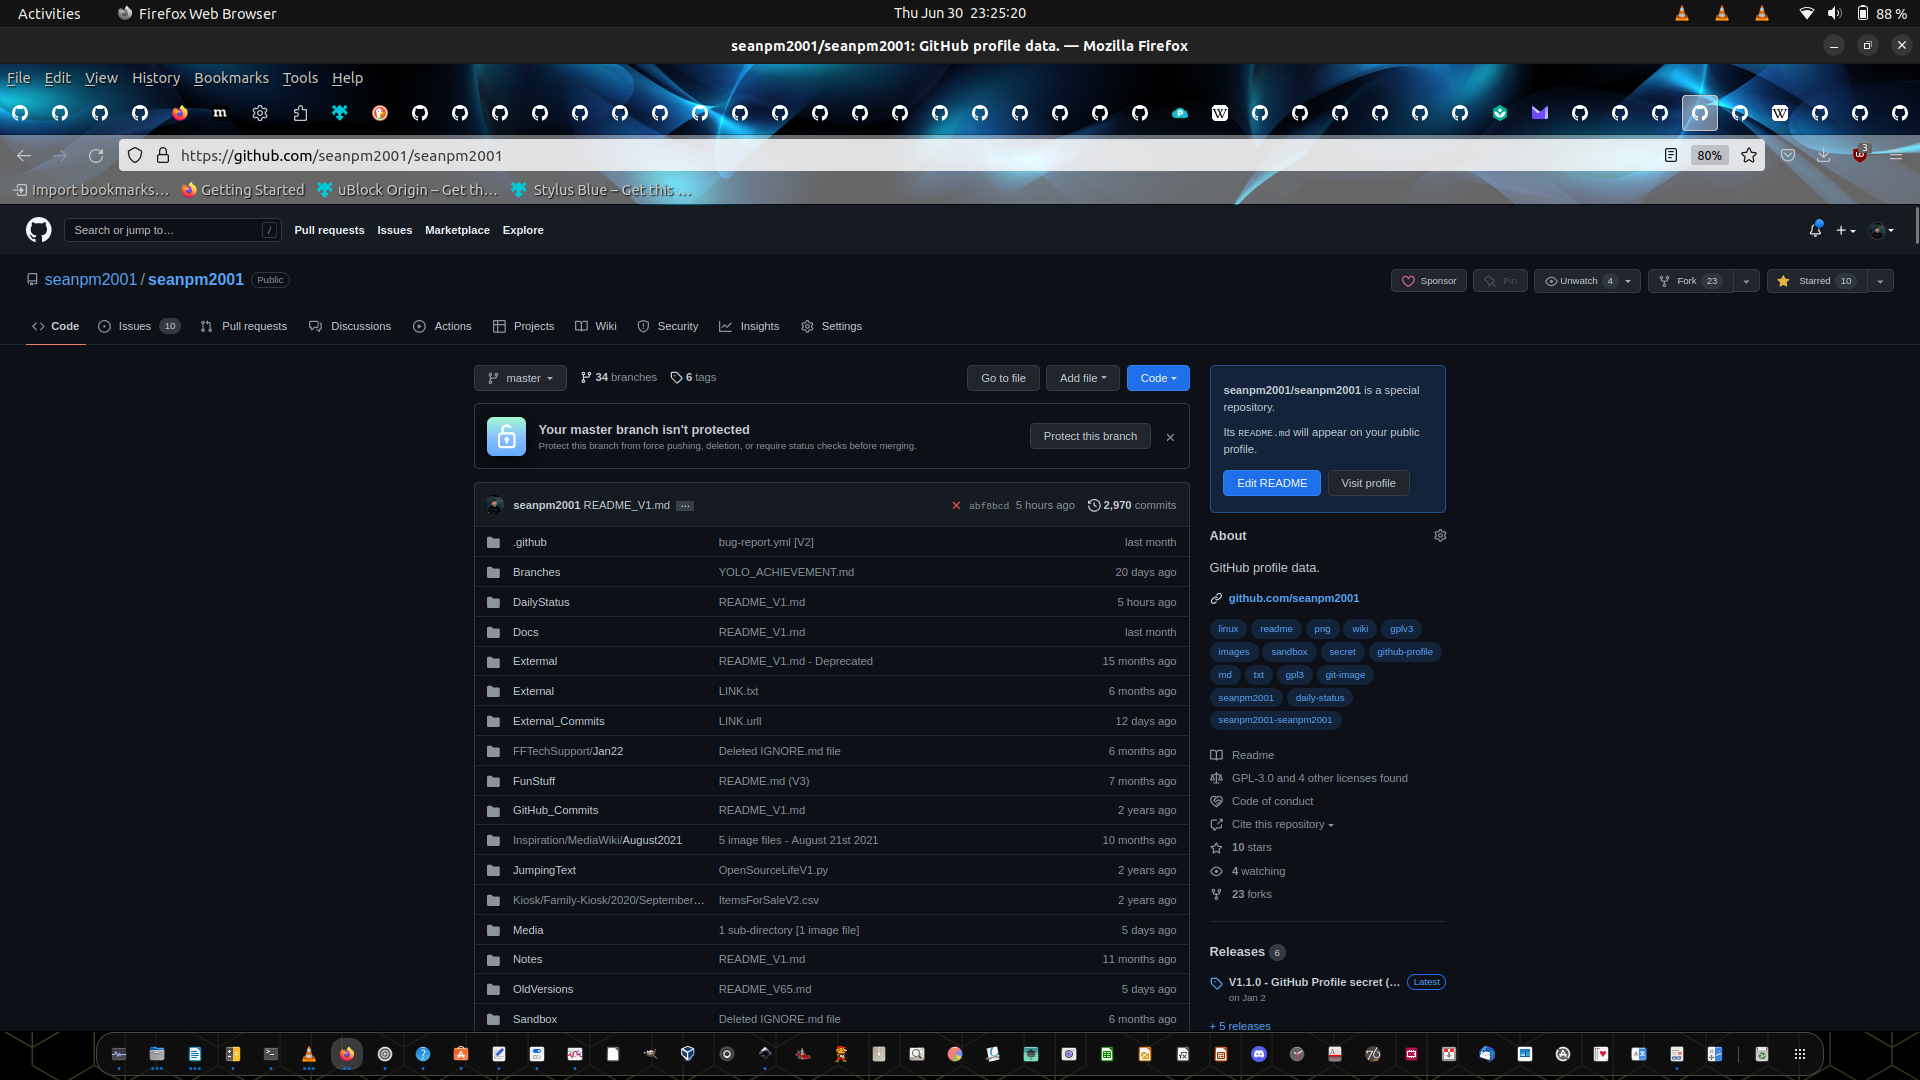 Activities Firefox Web Browser Thu Jun 30 23:25:20 88 %
seanpm2001/seanpm2001: GitHub profile data. — Mozilla Firefox
File Edit View History Bookmarks Tools Help
https://github.com/seanpm2001/seanpm2001 80% 3
Import bookmarks… Getting Started uBlock Origin – Get th… Stylus Blue – Get this …
Search or jump to… / Pull requests Issues Marketplace Explore
seanpm2001 / seanpm2001 Public Sponsor Pin Unwatch 4 Fork 23 Starred 10
Code Issues 10 Pull requests Discussions Actions Projects Wiki Security Insights Settings
master 34 branches 6 tags Go to file Add file Code
Your master branch isn't protected
Protect this branch from force pushing, deletion, or require status checks before merging.
Protect this branch
seanpm2001 README_V1.md … abf8bcd 5 hours ago 2,970 commits
.github bug-report.yml [V2] last month
Branches YOLO_ACHIEVEMENT.md 20 days ago
DailyStatus README_V1.md 5 hours ago
Docs README_V1.md last month
Extermal README_V1.md - Deprecated 15 months ago
External LINK.txt 6 months ago
External_Commits LINK.urll 12 days ago
FFTechSupport/Jan22 Deleted IGNORE.md file 6 months ago
FunStuff README.md (V3) 7 months ago
GitHub_Commits README_V1.md 2 years ago
Inspiration/MediaWiki/August2021 5 image files - August 21st 2021 10 months ago
JumpingText OpenSourceLifeV1.py 2 years ago
Kiosk/Family-Kiosk/2020/September… ItemsForSaleV2.csv 2 years ago
Media 1 sub-directory [1 image file] 5 days ago
Notes README_V1.md 11 months ago
OldVersions README_V65.md 5 days ago
Sandbox Deleted IGNORE.md file 6 months ago
seanpm2001/seanpm2001 is a special
repository.
Its README.md will appear on your public
profile.
Edit README Visit profile
About
GitHub profile data.
github.com/seanpm2001
linux readme png wiki gplv3
images sandbox secret github-profile
md txt gpl3 git-image
seanpm2001 daily-status
seanpm2001-seanpm2001
Readme
GPL-3.0 and 4 other licenses found
Code of conduct
Cite this repository
10 stars
4 watching
23 forks
Releases 6
V1.1.0 - GitHub Profile secret (… Latest
on Jan 2
+ 5 releases